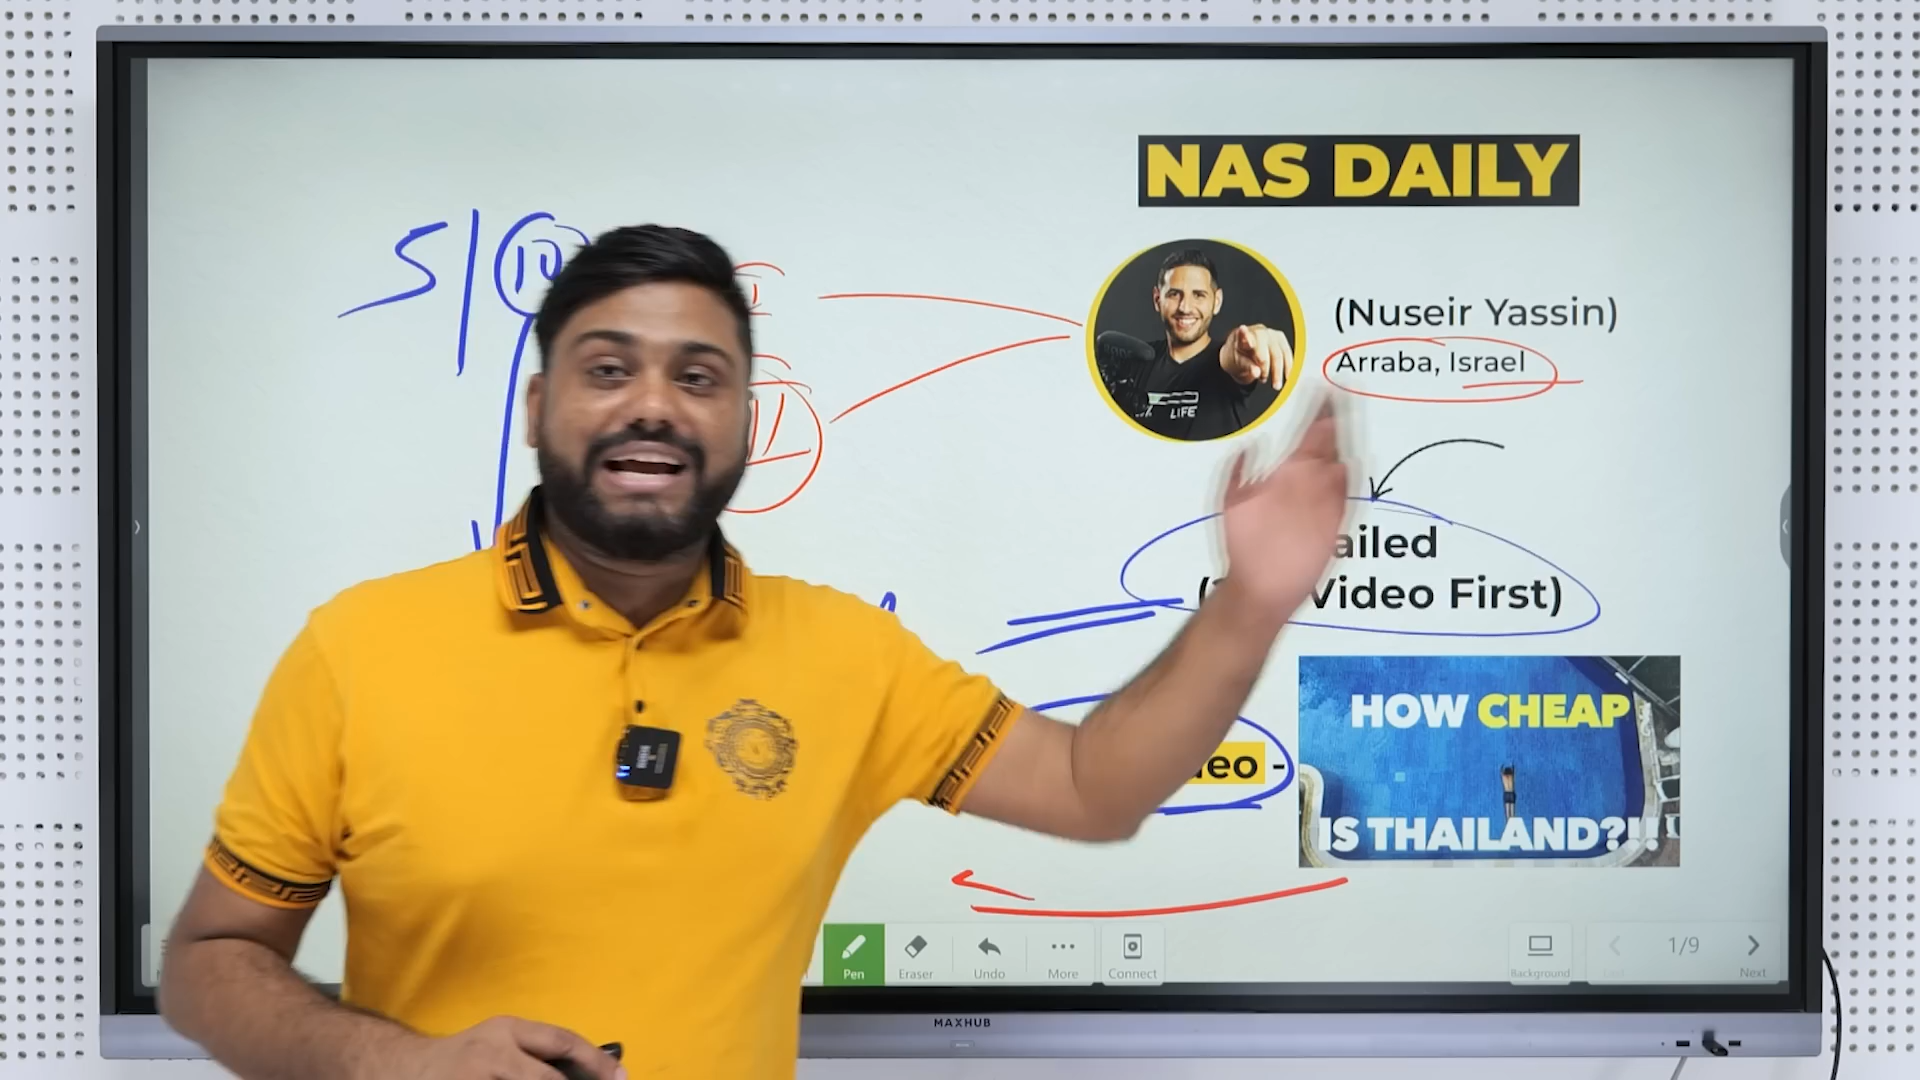 NAS DAILY
S
10
(Nuseir Yassin)
Arraba, Israel
LIFE
ailed
Video First)
eo -
HOW CHEAP
IS THAILAND?!!
Pen
Eraser
Undo
More
Connect
Background
1/9
Next
MAXHUB